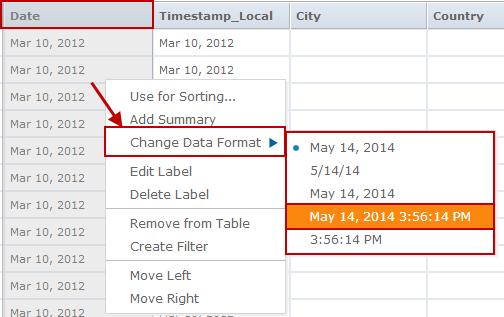 Date Timestamp_Local City Country
Mar 10, 2012 Mar 10, 2012
Mar 10, 2012 Mar 10, 2012
Mar 10, 2012
Mar 10, 2012
Mar 10, 2012
Mar 10, 2012
Mar 10, 2012
Mar 10, 2012
Mar 10, 2012
Mar 10, 2012
Mar 10, 2012
Use for Sorting...
Add Summary
Change Data Format
Edit Label
Delete Label
Remove from Table
Create Filter
Move Left
Move Right
May 14, 2014
5/14/14
May 14, 2014
May 14, 2014 3:56:14 PM
3:56:14 PM